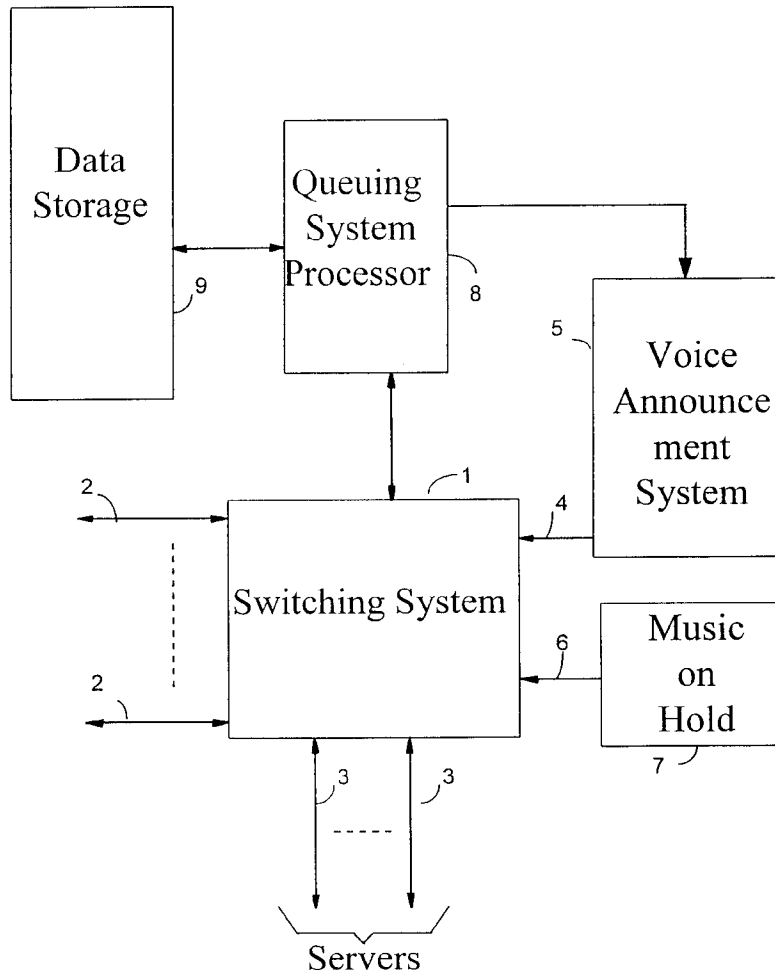 Data
Storage
9
Queuing
System
Processor
8
5
Voice
Announce
ment
System
1
2
4
Switching System
2
6
Music
on
Hold
7
3
3
Servers